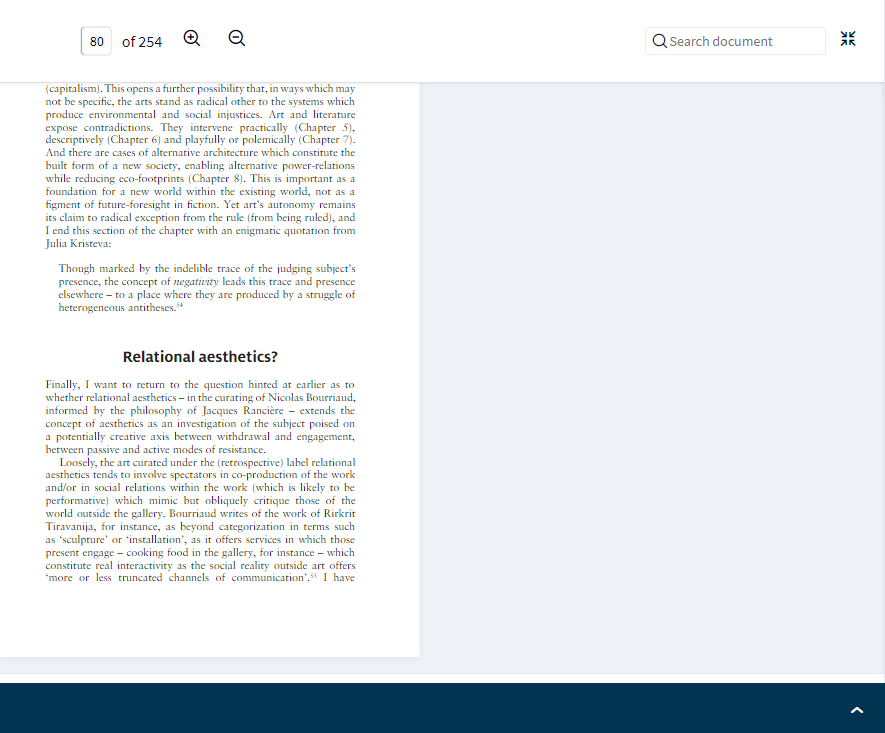 80 of 254
Search document
(capitalism). This opens a further possibility that, in ways which may
not be specific, the arts stand as radical other to the systems which
produce environmental and social injustices. Art and literature
expose contradictions. They intervene practically (Chapter 5),
descriptively (Chapter 6) and playfully or polemically (Chapter 7).
And there are cases of alternative architecture which constitute the
built form of a new society, enabling alternative power-relations
while reducing eco-footprints (Chapter 8). This is important as a
foundation for a new world within the existing world, not as a
figment of future-foresight in fiction. Yet art's autonomy remains
its claim to radical exception from the rule (from being ruled), and
I end this section of the chapter with an enigmatic quotation from
Julia Kristeva:
Though marked by the indelible trace of the judging subject's
presence, the concept of negativity leads this trace and presence
elsewhere – to a place where they are produced by a struggle of
heterogeneous antitheses.54
Relational aesthetics?
Finally, I want to return to the question hinted at earlier as to
whether relational aesthetics – in the curating of Nicolas Bourriaud,
informed by the philosophy of Jacques Rancière – extends the
concept of aesthetics as an investigation of the subject poised on
a potentially creative axis between withdrawal and engagement,
between passive and active modes of resistance.
Loosely, the art curated under the (retrospective) label relational
aesthetics tends to involve spectators in co-production of the work
and/or in social relations within the work (which is likely to be
performative) which mimic but obliquely critique those of the
world outside the gallery. Bourriaud writes of the work of Rirkrit
Tiravanija, for instance, as beyond categorization in terms such
as 'sculpture' or 'installation', as it offers services in which those
present engage – cooking food in the gallery, for instance – which
constitute real interactivity as the social reality outside art offers
'more or less truncated channels of communication'.55 I have